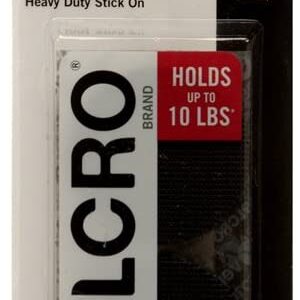 Heavy Duty Stick On
HOLDS
UP TO
10 LBS*
LCRO®
BRAND